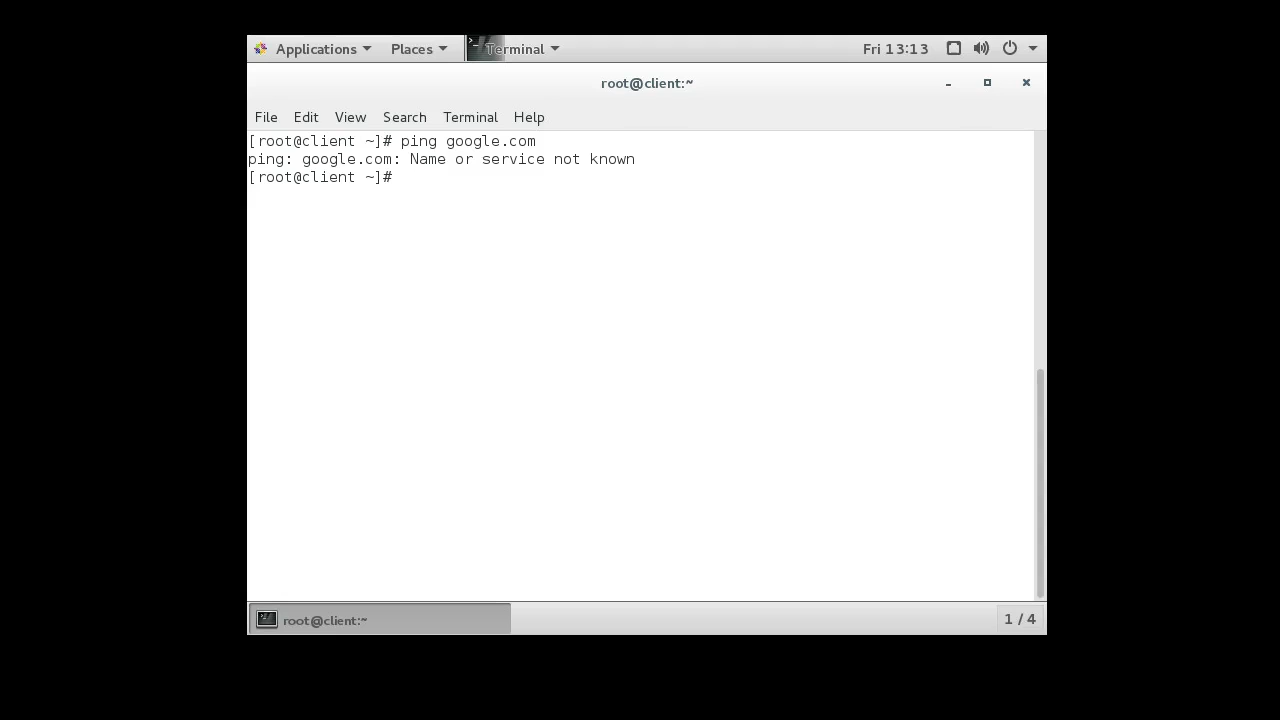 Applications Places Terminal Fri 13:13
root@client:~
File Edit View Search Terminal Help
[root@client ~]# ping google.com
ping: google.com: Name or service not known
[root@client ~]#
root@client:~ 1 / 4